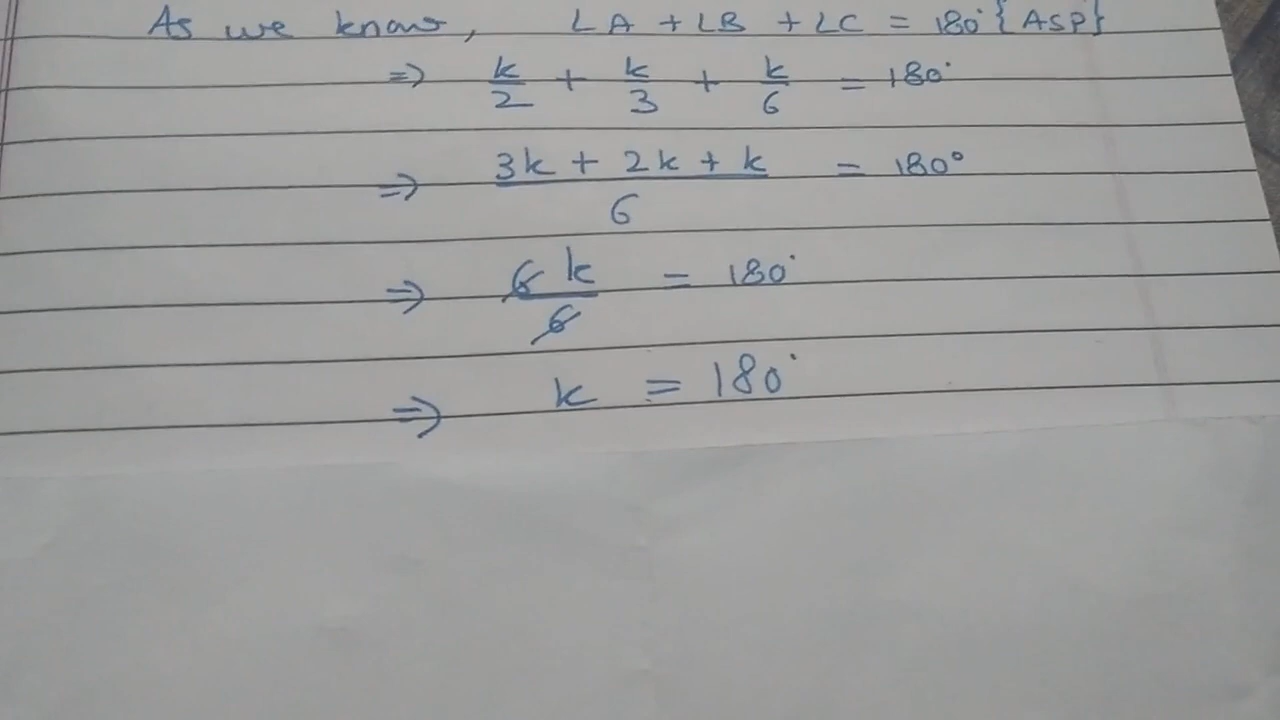 As we know, ∠A + ∠B + ∠C = 180° {ASP}
⇒ k/2 + k/3 + k/6 = 180°
⇒ (3k + 2k + k)/6 = 180°
⇒ 6k/6 = 180°
⇒ k = 180°